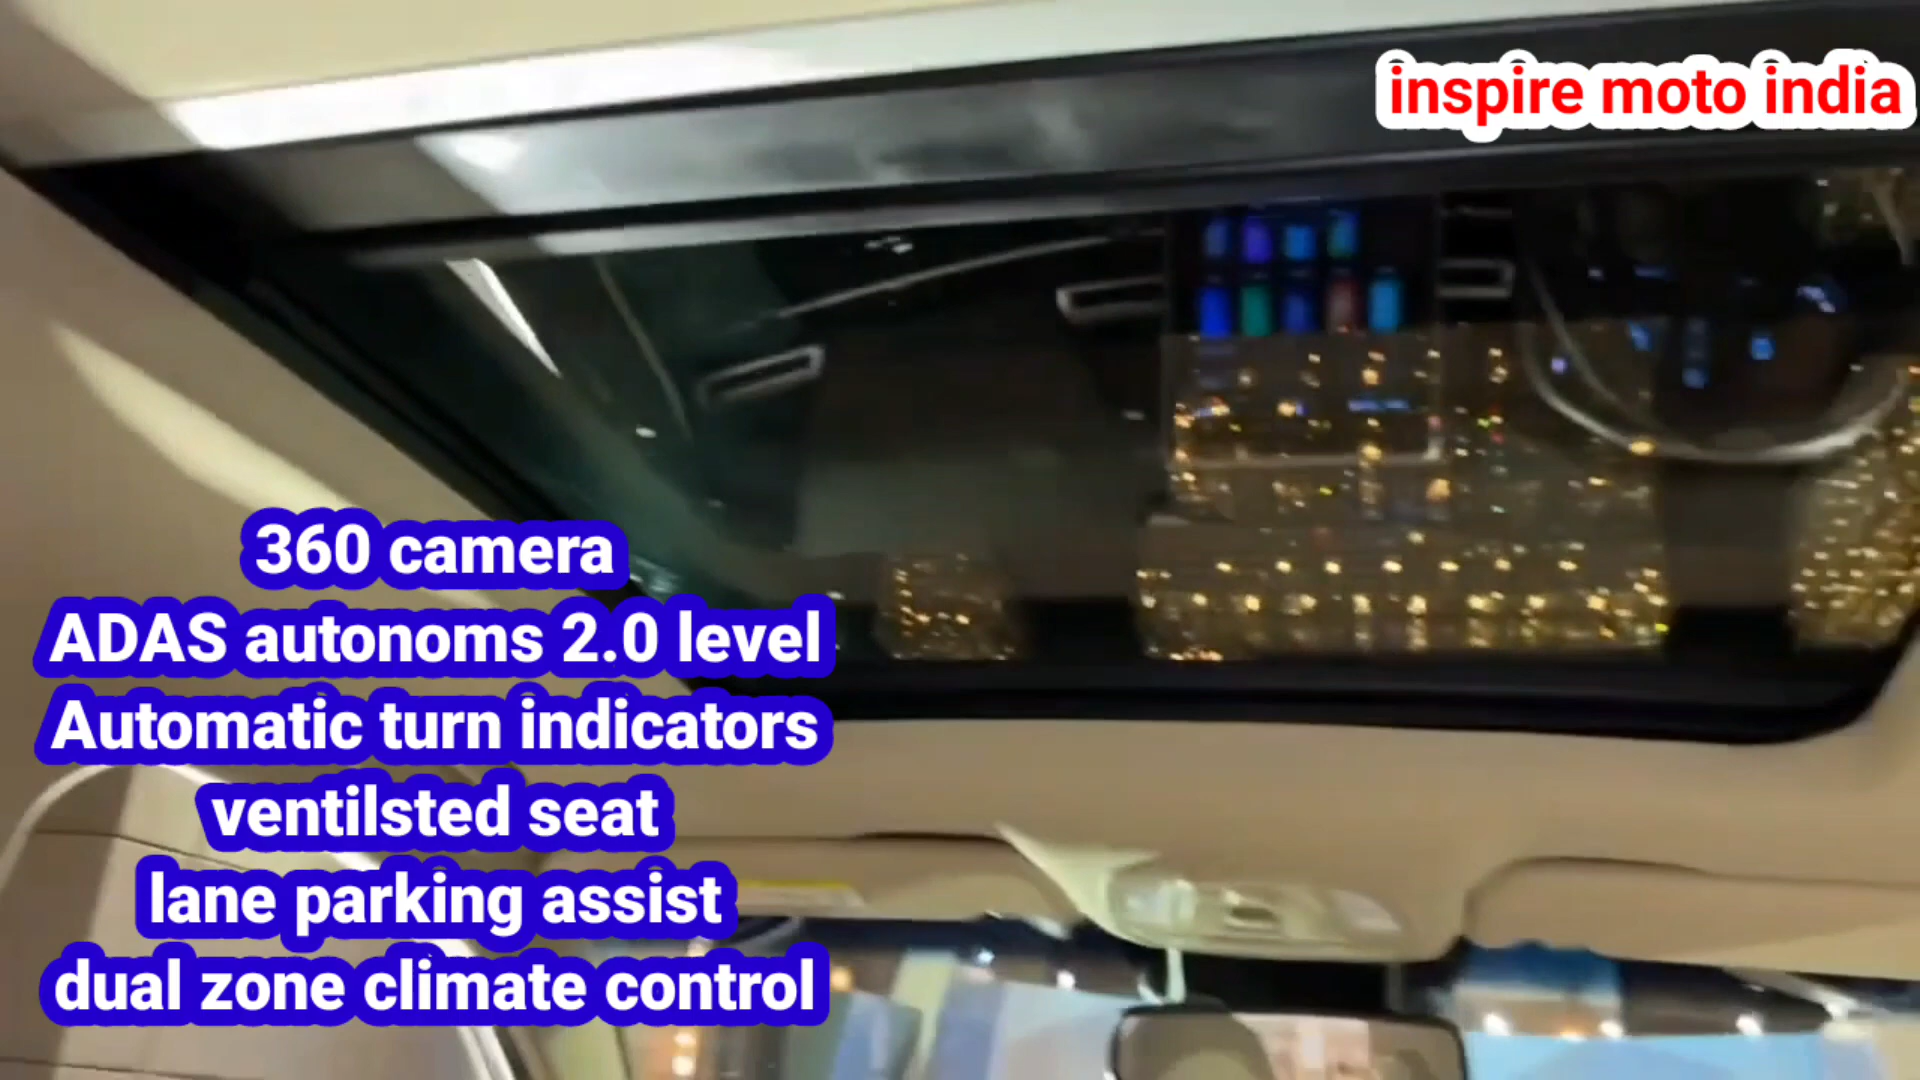 inspire moto india
360 camera
ADAS autonoms 2.0 level
Automatic turn indicators
ventilsted seat
lane parking assist
dual zone climate control